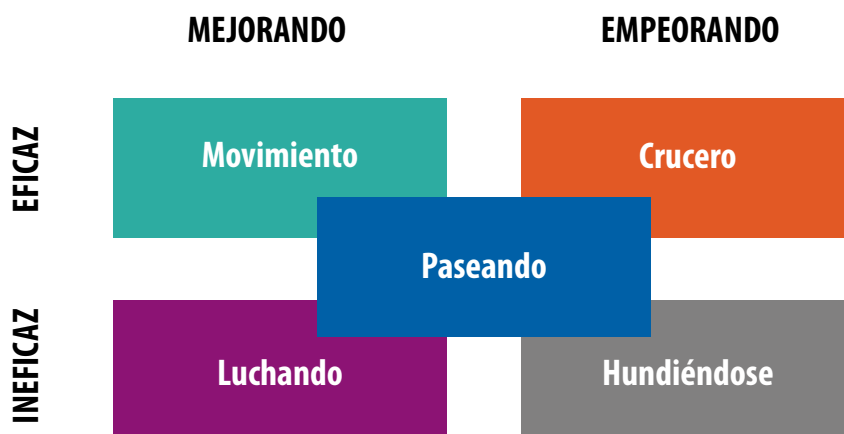 MEJORANDO
EMPEORANDO
EFICAZ
Movimiento
Crucero
Paseando
INEFICAZ
Luchando
Hundiéndose